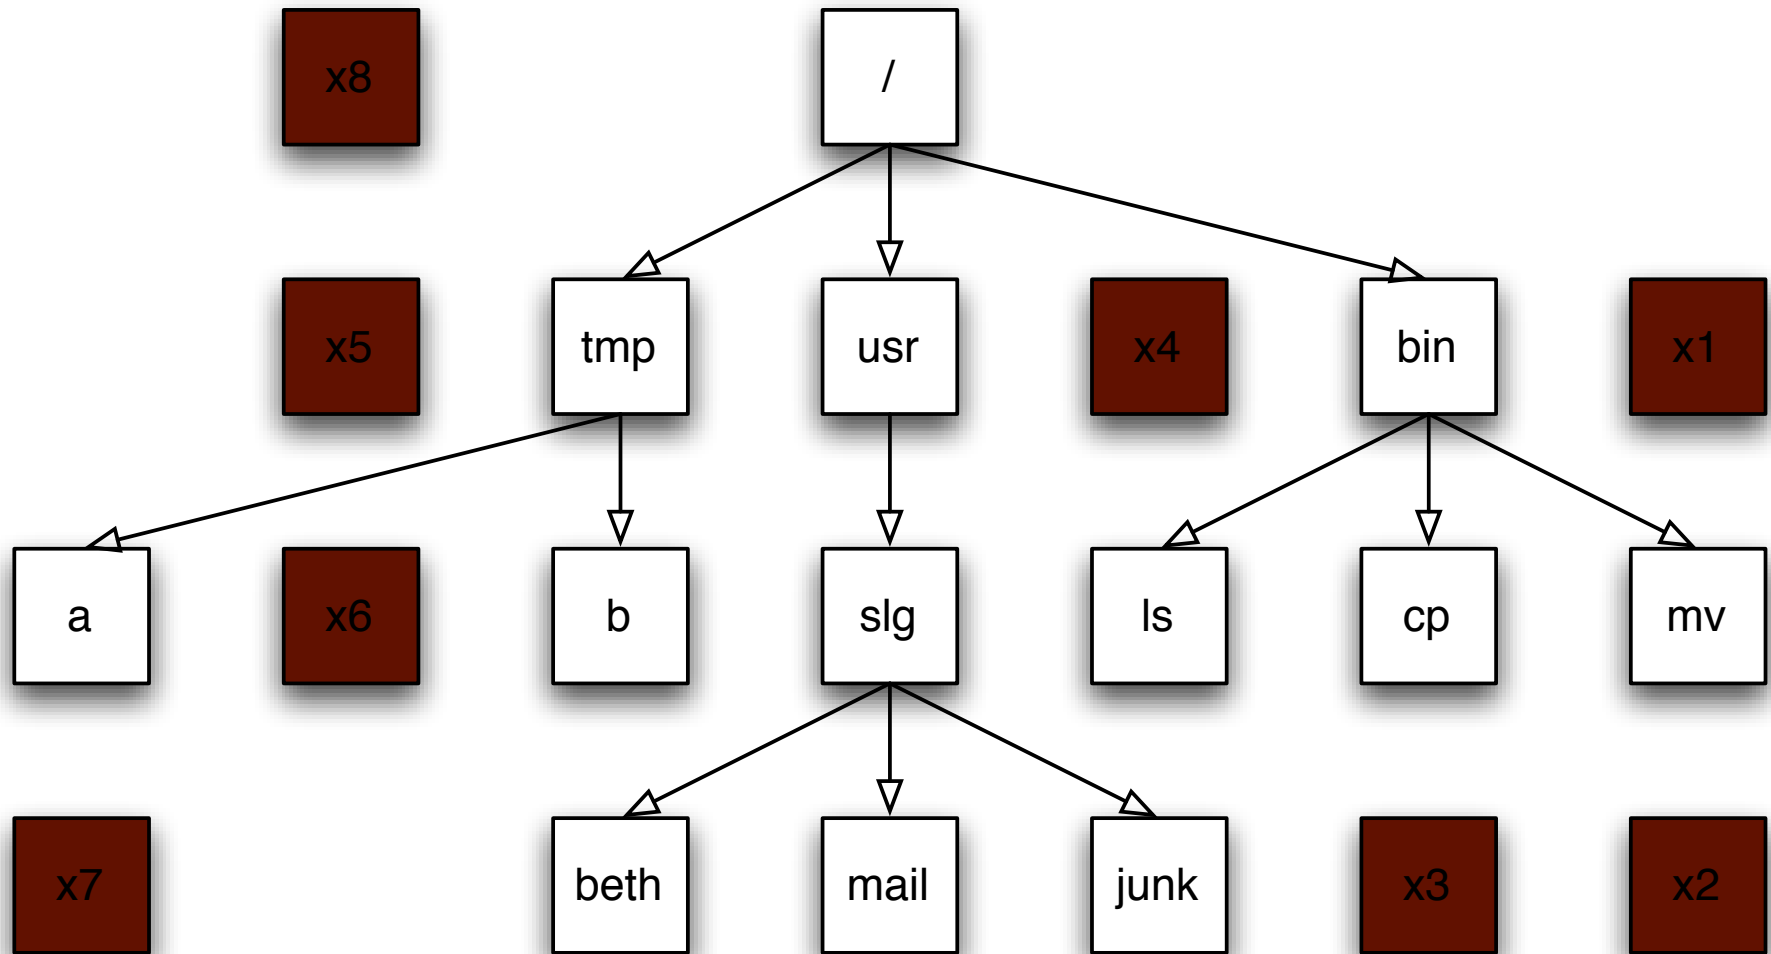 x8
/
x5
tmp
usr
x4
bin
x1
a
x6
b
slg
ls
cp
mv
x7
beth
mail
junk
x3
x2